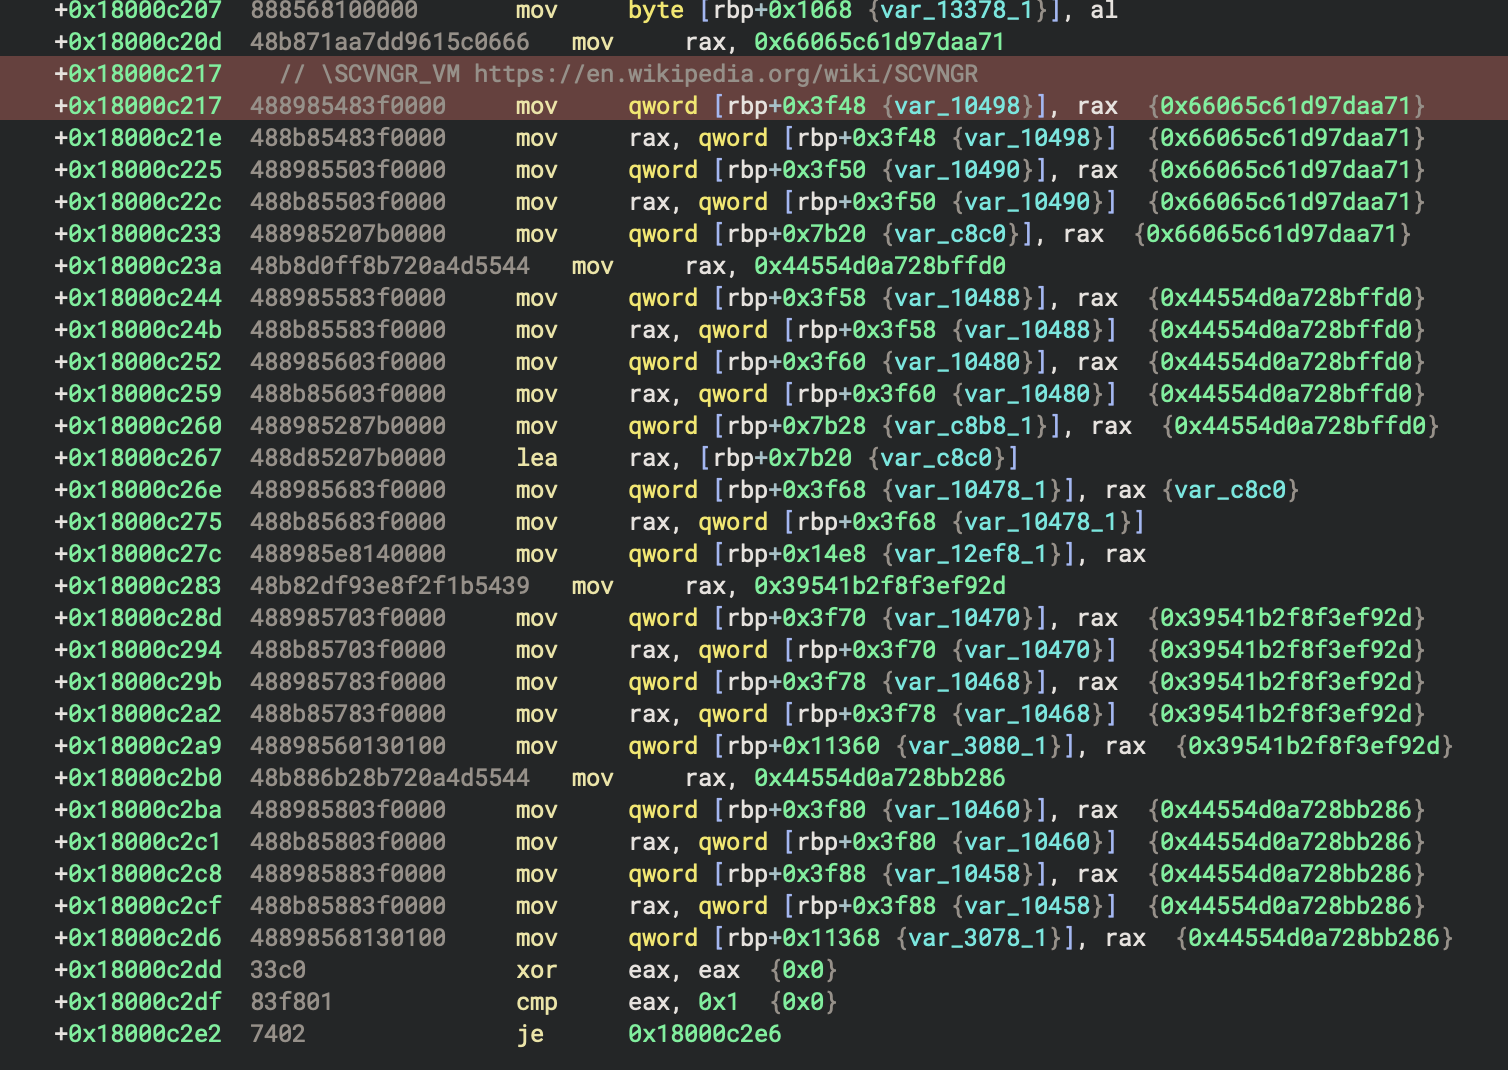 +0x18000c207  888568100000       mov     byte [rbp+0x1068 {var_13378_1}], al
+0x18000c20d  48b871aa7dd9615c0666   mov     rax, 0x66065c61d97daa71
+0x18000c217    // \SCVNGR_VM https://en.wikipedia.org/wiki/SCVNGR
+0x18000c217  488985483f0000     mov     qword [rbp+0x3f48 {var_10498}], rax  {0x66065c61d97daa71}
+0x18000c21e  488b85483f0000     mov     rax, qword [rbp+0x3f48 {var_10498}]  {0x66065c61d97daa71}
+0x18000c225  488985503f0000     mov     qword [rbp+0x3f50 {var_10490}], rax  {0x66065c61d97daa71}
+0x18000c22c  488b85503f0000     mov     rax, qword [rbp+0x3f50 {var_10490}]  {0x66065c61d97daa71}
+0x18000c233  488985207b0000     mov     qword [rbp+0x7b20 {var_c8c0}], rax  {0x66065c61d97daa71}
+0x18000c23a  48b8d0ff8b720a4d5544   mov     rax, 0x44554d0a728bffd0
+0x18000c244  488985583f0000     mov     qword [rbp+0x3f58 {var_10488}], rax  {0x44554d0a728bffd0}
+0x18000c24b  488b85583f0000     mov     rax, qword [rbp+0x3f58 {var_10488}]  {0x44554d0a728bffd0}
+0x18000c252  488985603f0000     mov     qword [rbp+0x3f60 {var_10480}], rax  {0x44554d0a728bffd0}
+0x18000c259  488b85603f0000     mov     rax, qword [rbp+0x3f60 {var_10480}]  {0x44554d0a728bffd0}
+0x18000c260  488985287b0000     mov     qword [rbp+0x7b28 {var_c8b8_1}], rax  {0x44554d0a728bffd0}
+0x18000c267  488d85207b0000     lea     rax, [rbp+0x7b20 {var_c8c0}]
+0x18000c26e  488985683f0000     mov     qword [rbp+0x3f68 {var_10478_1}], rax {var_c8c0}
+0x18000c275  488b85683f0000     mov     rax, qword [rbp+0x3f68 {var_10478_1}]
+0x18000c27c  488985e8140000     mov     qword [rbp+0x14e8 {var_12ef8_1}], rax
+0x18000c283  48b82df93e8f2f1b5439   mov     rax, 0x39541b2f8f3ef92d
+0x18000c28d  488985703f0000     mov     qword [rbp+0x3f70 {var_10470}], rax  {0x39541b2f8f3ef92d}
+0x18000c294  488b85703f0000     mov     rax, qword [rbp+0x3f70 {var_10470}]  {0x39541b2f8f3ef92d}
+0x18000c29b  488985783f0000     mov     qword [rbp+0x3f78 {var_10468}], rax  {0x39541b2f8f3ef92d}
+0x18000c2a2  488b85783f0000     mov     rax, qword [rbp+0x3f78 {var_10468}]  {0x39541b2f8f3ef92d}
+0x18000c2a9  48898560130100     mov     qword [rbp+0x11360 {var_3080_1}], rax  {0x39541b2f8f3ef92d}
+0x18000c2b0  48b886b28b720a4d5544   mov     rax, 0x44554d0a728bb286
+0x18000c2ba  488985803f0000     mov     qword [rbp+0x3f80 {var_10460}], rax  {0x44554d0a728bb286}
+0x18000c2c1  488b85803f0000     mov     rax, qword [rbp+0x3f80 {var_10460}]  {0x44554d0a728bb286}
+0x18000c2c8  488985883f0000     mov     qword [rbp+0x3f88 {var_10458}], rax  {0x44554d0a728bb286}
+0x18000c2cf  488b85883f0000     mov     rax, qword [rbp+0x3f88 {var_10458}]  {0x44554d0a728bb286}
+0x18000c2d6  48898568130100     mov     qword [rbp+0x11368 {var_3078_1}], rax  {0x44554d0a728bb286}
+0x18000c2dd  33c0               xor     eax, eax  {0x0}
+0x18000c2df  83f801             cmp     eax, 0x1  {0x0}
+0x18000c2e2  7402               je      0x18000c2e6